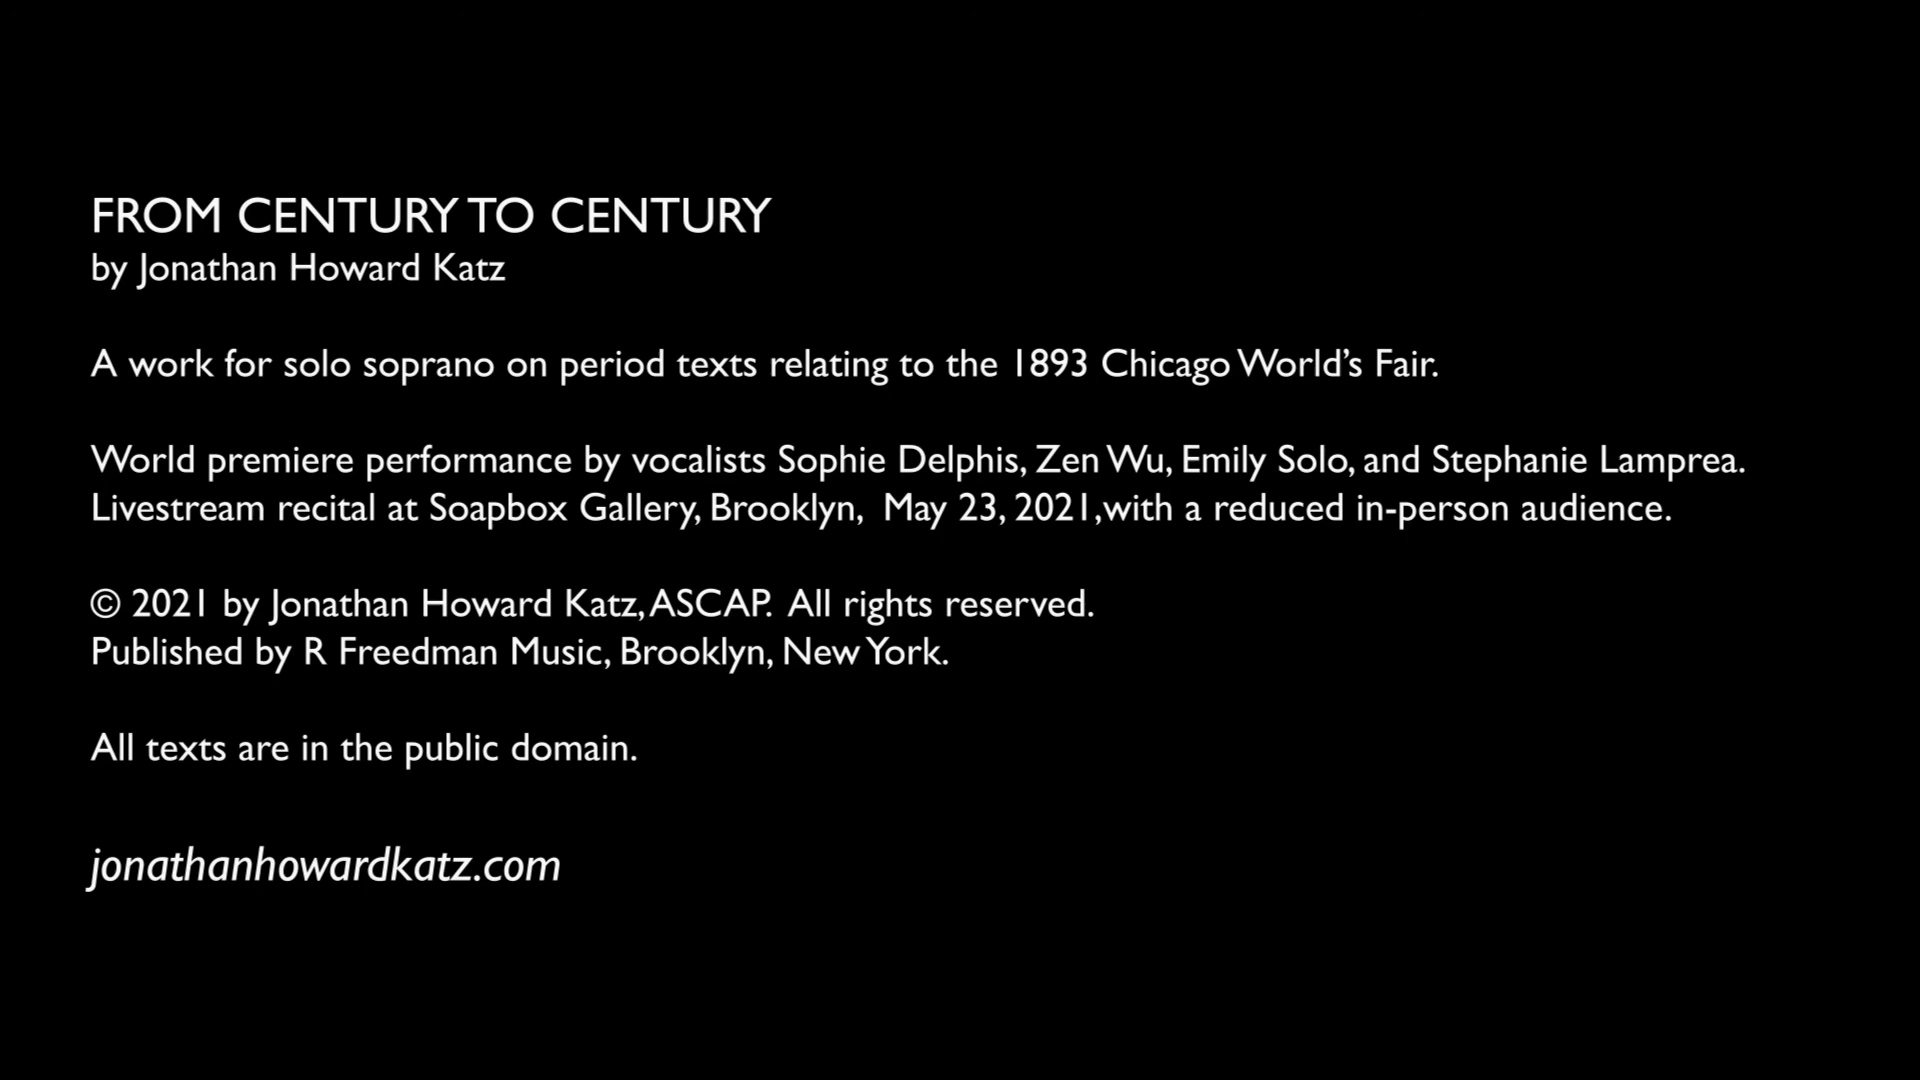 FROM CENTURY TO CENTURY
by Jonathan Howard Katz
A work for solo soprano on period texts relating to the 1893 Chicago World’s Fair.
World premiere performance by vocalists Sophie Delphis, Zen Wu, Emily Solo, and Stephanie Lamprea.
Livestream recital at Soapbox Gallery, Brooklyn,  May 23, 2021,with a reduced in-person audience.
© 2021 by Jonathan Howard Katz, ASCAP.  All rights reserved.
Published by R Freedman Music, Brooklyn, New York.
All texts are in the public domain.
jonathanhowardkatz.com